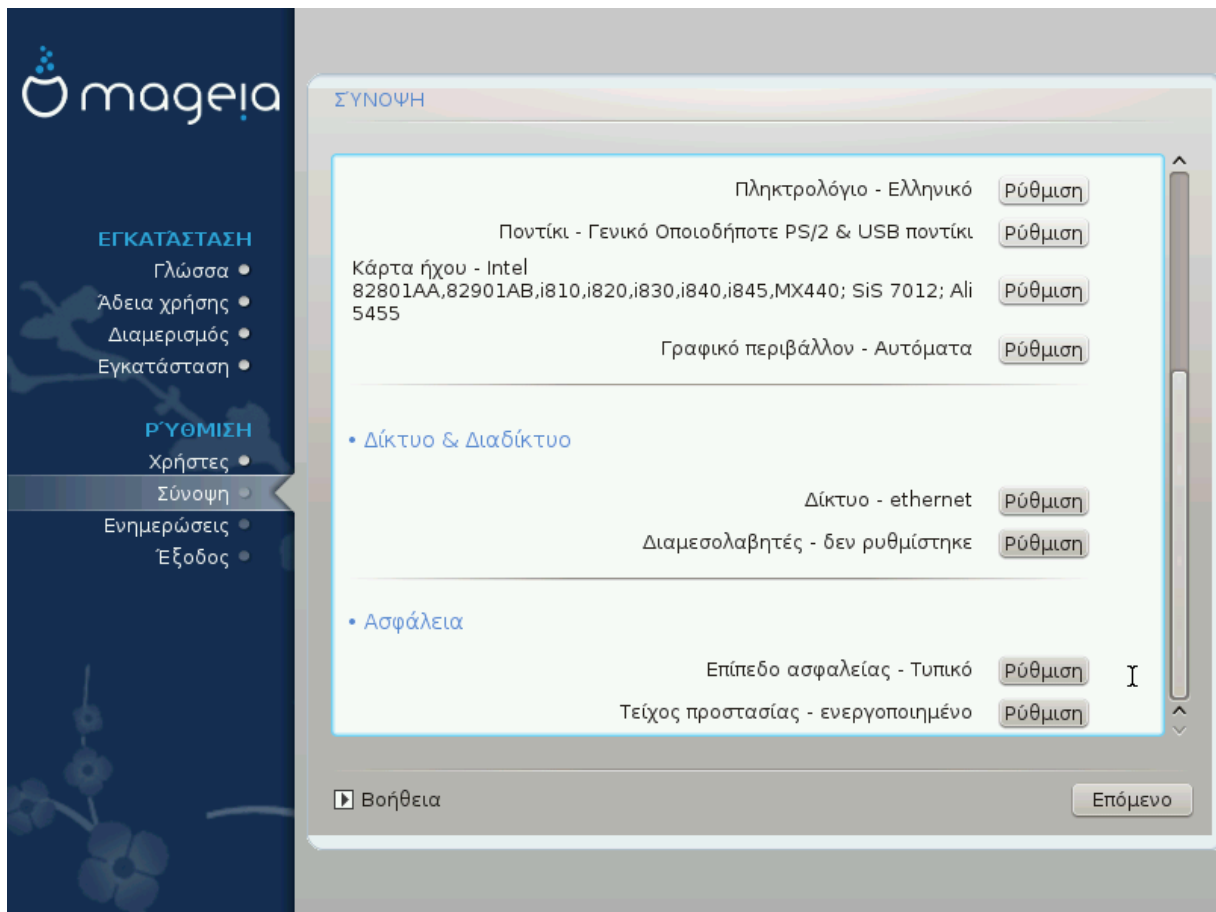 mageia
ΕΓΚΑΤΆΣΤΑΣΗ
Γλώσσα
Άδεια χρήσης
Διαμερισμός
Εγκατάσταση
ΡΎΘΜΙΣΗ
Χρήστες
Σύνοψη
Ενημερώσεις
Έξοδος
ΣΎΝΟΨΗ
Πληκτρολόγιο - Ελληνικό Ρύθμιση
Ποντίκι - Γενικό Οποιοδήποτε PS/2 & USB ποντίκι Ρύθμιση
Κάρτα ήχου - Intel
82801AA,82901AB,i810,i820,i830,i840,i845,MX440; SiS 7012; Ali Ρύθμιση
5455
Γραφικό περιβάλλον - Αυτόματα Ρύθμιση
• Δίκτυο & Διαδίκτυο
Δίκτυο - ethernet Ρύθμιση
Διαμεσολαβητές - δεν ρυθμίστηκε Ρύθμιση
• Ασφάλεια
Επίπεδο ασφαλείας - Τυπικό Ρύθμιση
Τείχος προστασίας - ενεργοποιημένο Ρύθμιση
Βοήθεια
Επόμενο